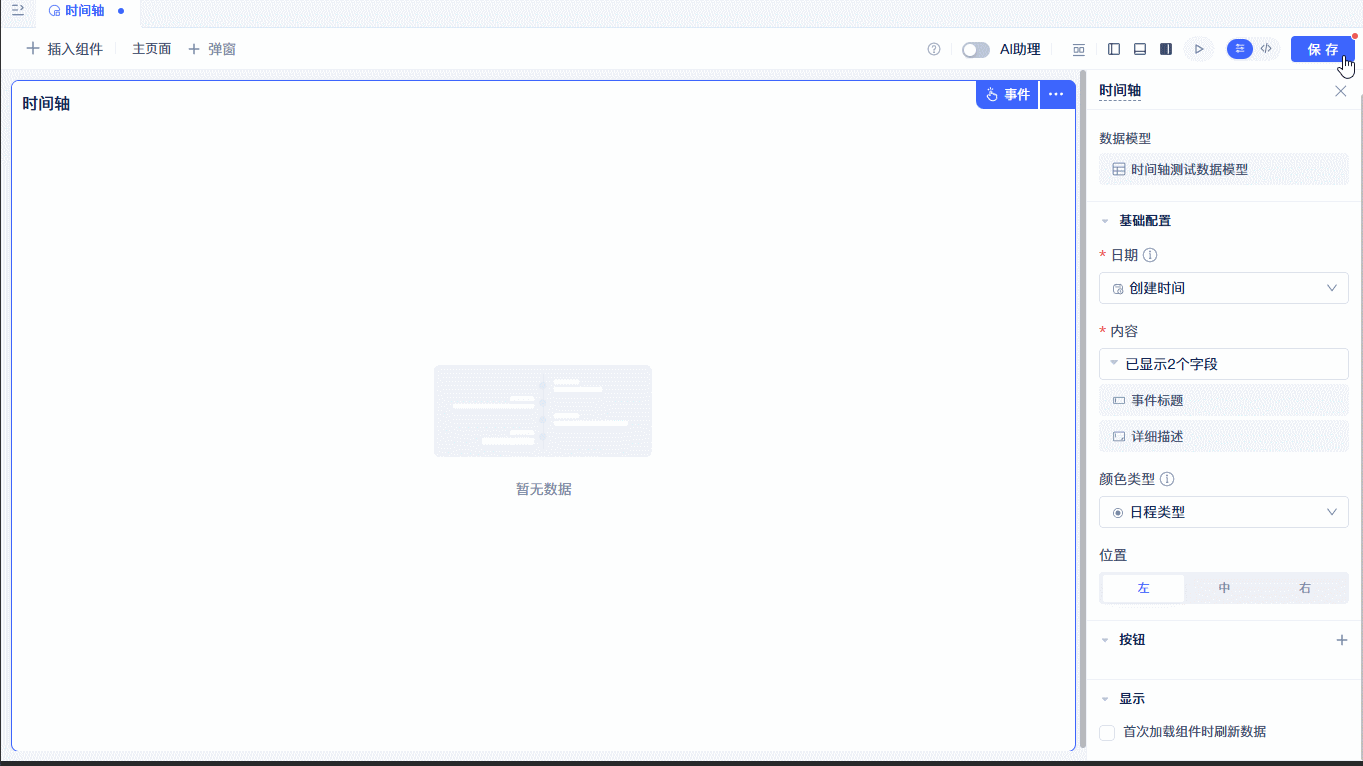 时间轴
插入组件 主页面 弹窗 AI助理 保存
时间轴 事件
暂无数据
时间轴
数据模型
时间轴测试数据模型
基础配置
* 日期
创建时间
* 内容
已显示2个字段
事件标题
详细描述
颜色类型
日程类型
位置
左 中 右
按钮
显示
首次加载组件时刷新数据